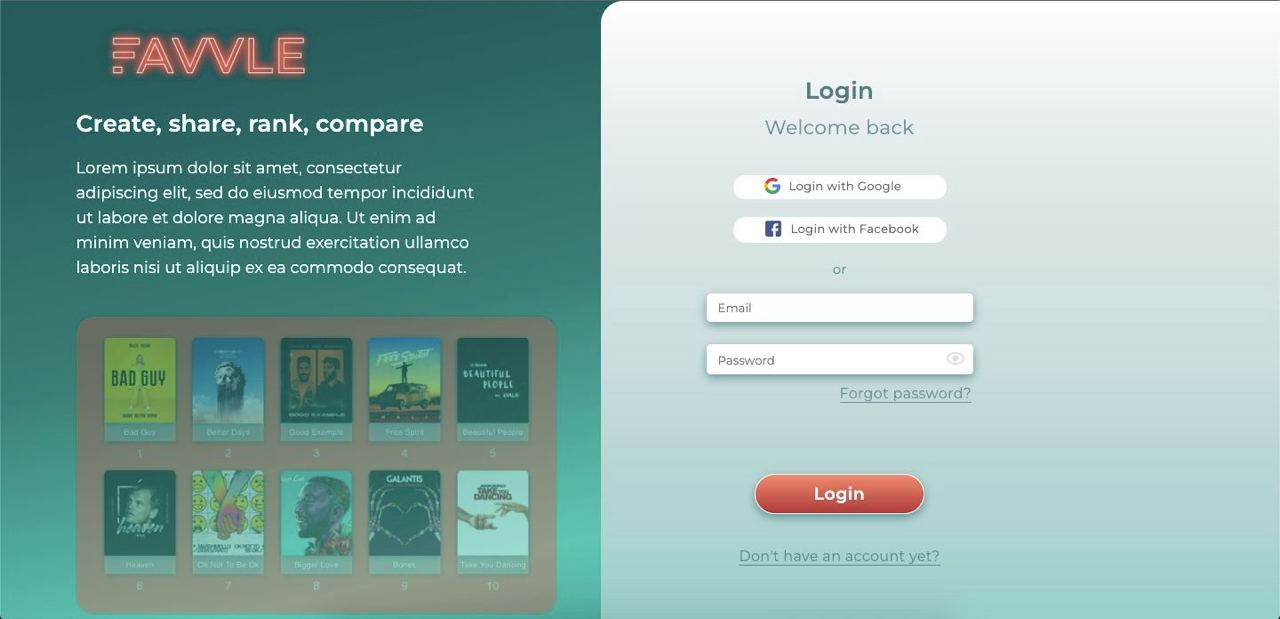 FAVVLE
Create, share, rank, compare
Lorem ipsum dolor sit amet, consectetur
adipiscing elit, sed do eiusmod tempor incididunt
ut labore et dolore magna aliqua. Ut enim ad
minim veniam, quis nostrud exercitation ullamco
laboris nisi ut aliquip ex ea commodo consequat.
BAD GUY
Free Spirit
GOOD EXAMPLE
BEAUTIFUL
PEOPLE
Bad Guy
Better Days
Good Example
Free Spirit
Beautiful People
1
2
3
4
5
heaven
GALANTIS
TAKE YOU
DANCING
Heaven
Ok Not To Be Ok
Bigger Love
Bones
Take You Dancing
6
7
8
9
10
Login
Welcome back
Login with Google
Login with Facebook
or
Email
Password
Forgot password?
Login
Don't have an account yet?